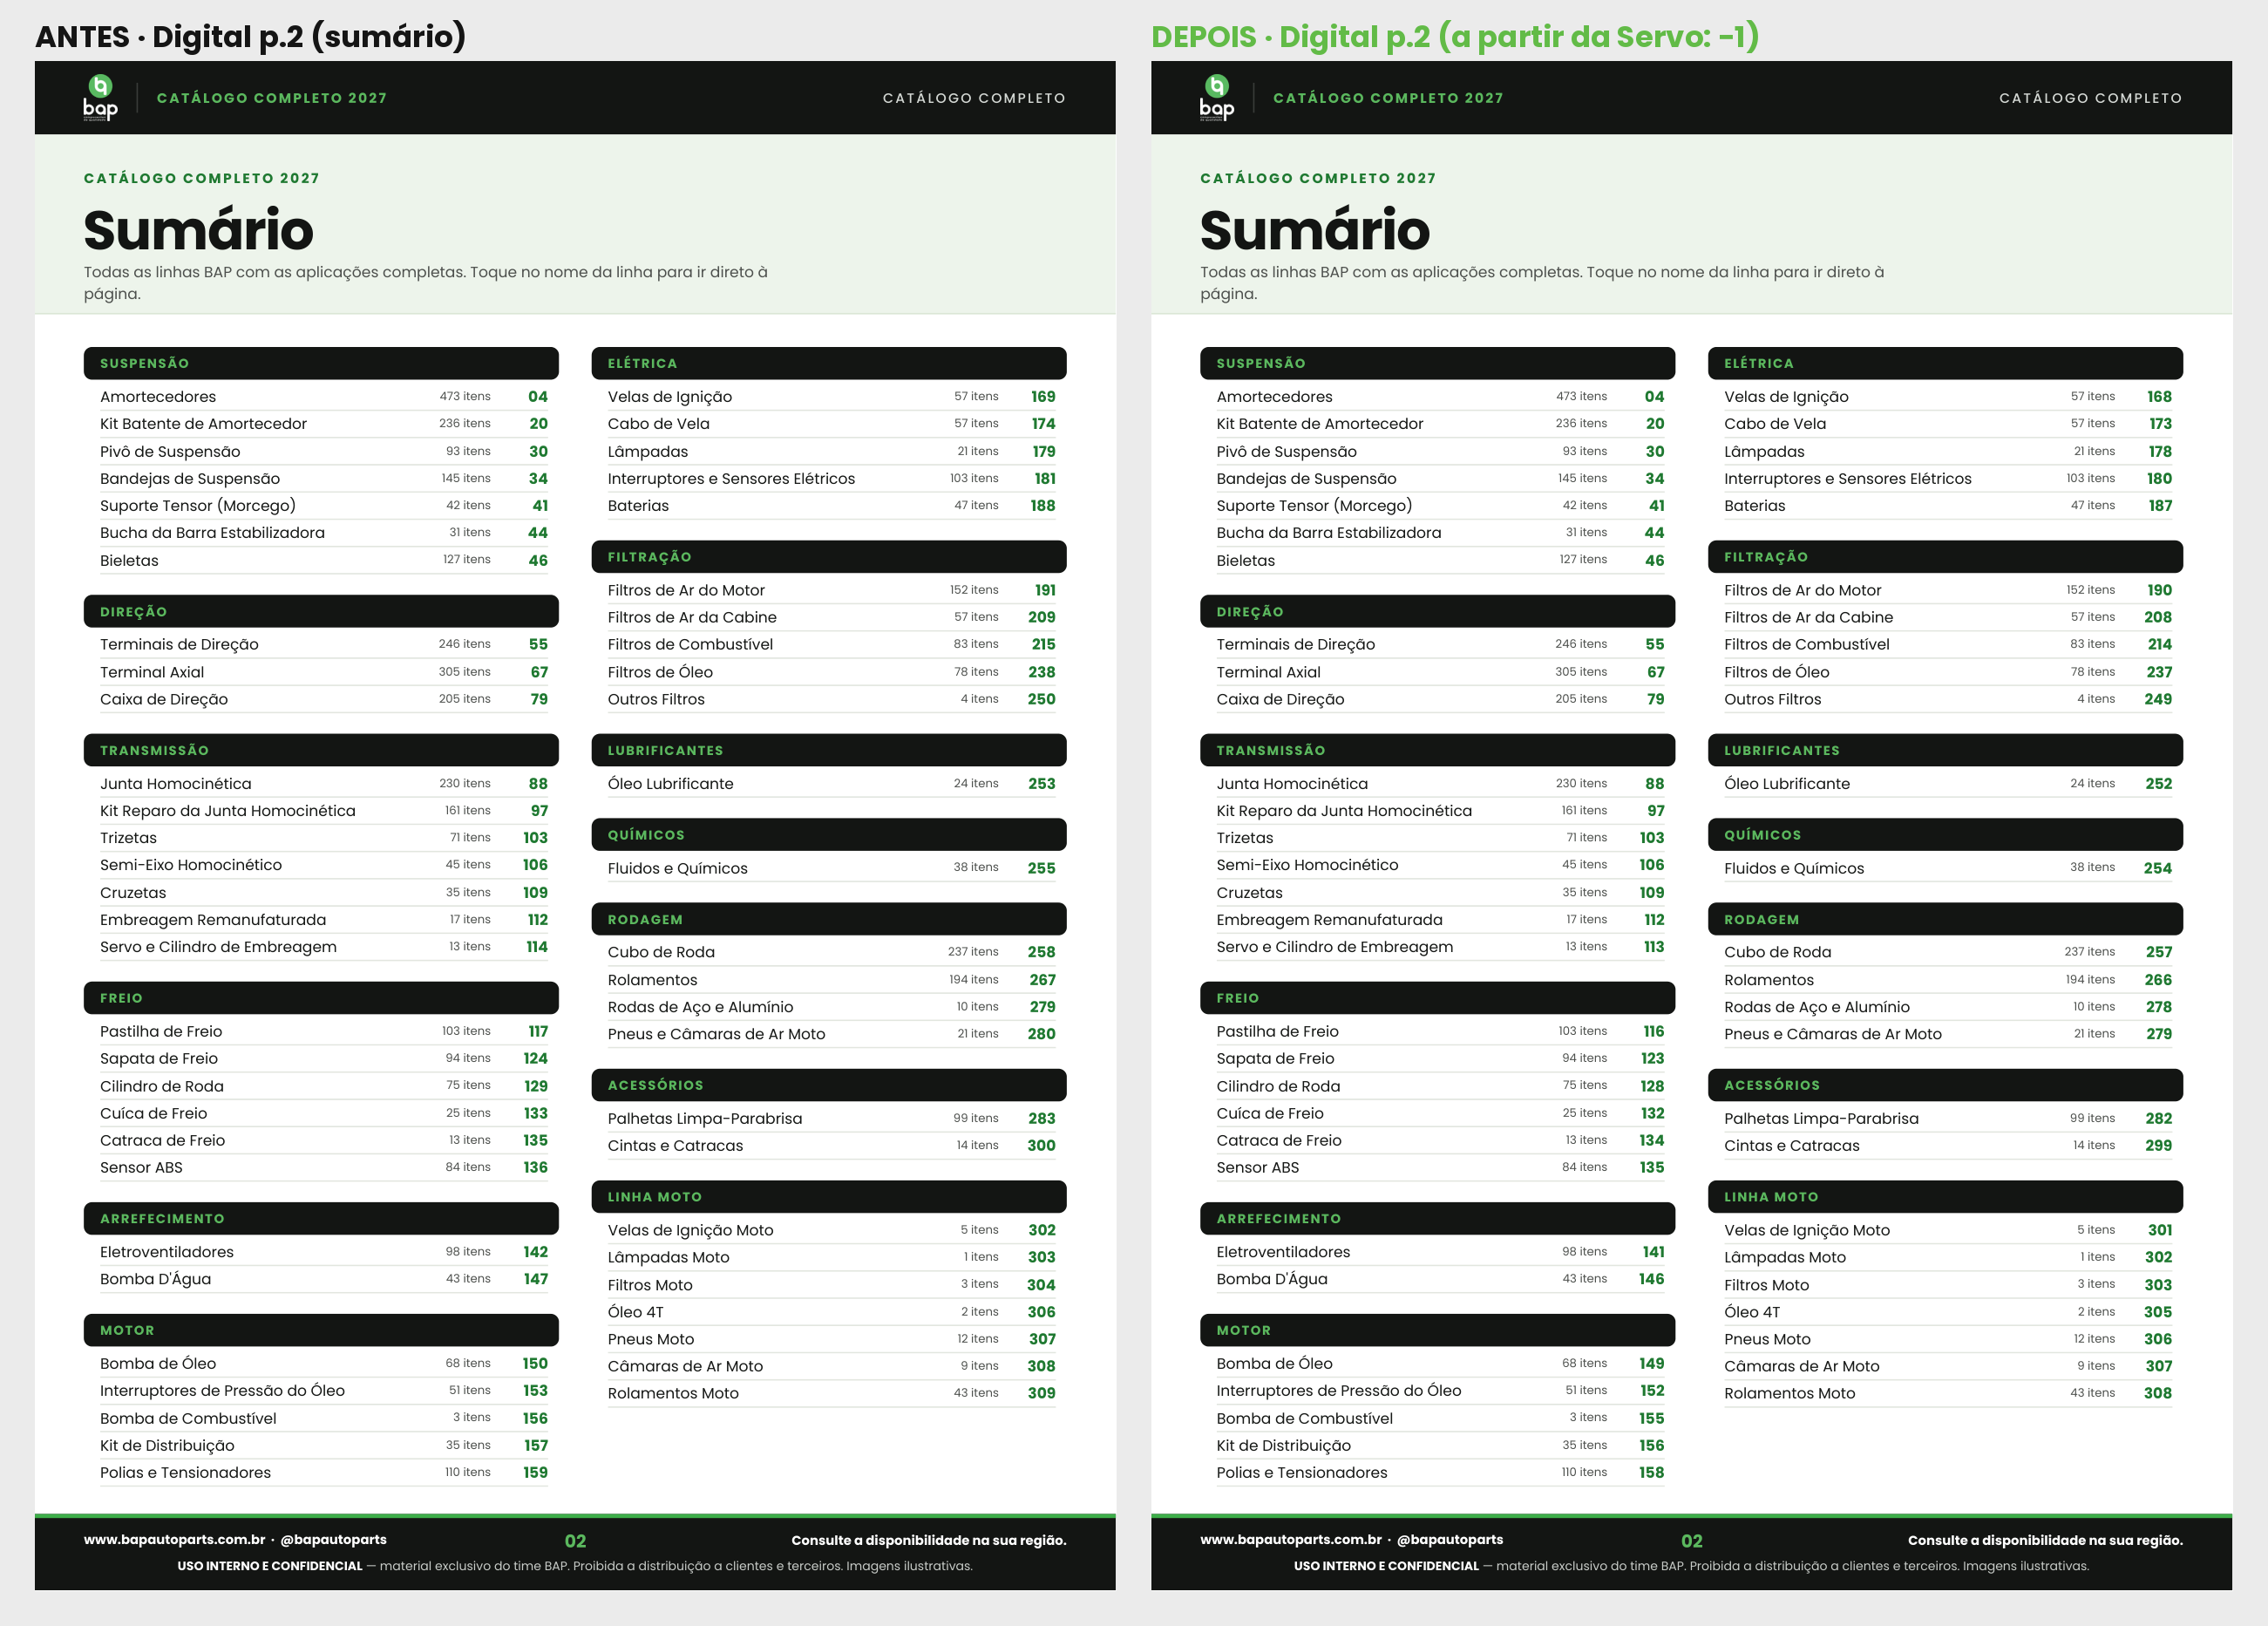 ANTES · Digital p.2 (sumário)
bap
CATÁLOGO COMPLETO 2027
CATÁLOGO COMPLETO
CATÁLOGO COMPLETO 2027
Sumário
Todas as linhas BAP com as aplicações completas. Toque no nome da linha para ir direto à
página.
SUSPENSÃO
Amortecedores 473 itens 04
Kit Batente de Amortecedor 236 itens 20
Pivô de Suspensão 93 itens 30
Bandejas de Suspensão 145 itens 34
Suporte Tensor (Morcego) 42 itens 41
Bucha da Barra Estabilizadora 31 itens 44
Bieletas 127 itens 46
DIREÇÃO
Terminais de Direção 246 itens 55
Terminal Axial 305 itens 67
Caixa de Direção 205 itens 79
TRANSMISSÃO
Junta Homocinética 230 itens 88
Kit Reparo da Junta Homocinética 161 itens 97
Trizetas 71 itens 103
Semi-Eixo Homocinético 45 itens 106
Cruzetas 35 itens 109
Embreagem Remanufaturada 17 itens 112
Servo e Cilindro de Embreagem 13 itens 114
FREIO
Pastilha de Freio 103 itens 117
Sapata de Freio 94 itens 124
Cilindro de Roda 75 itens 129
Cuíca de Freio 25 itens 133
Catraca de Freio 13 itens 135
Sensor ABS 84 itens 136
ARREFECIMENTO
Eletroventiladores 98 itens 142
Bomba D'Água 43 itens 147
MOTOR
Bomba de Óleo 68 itens 150
Interruptores de Pressão do Óleo 51 itens 153
Bomba de Combustível 3 itens 156
Kit de Distribuição 35 itens 157
Polias e Tensionadores 110 itens 159
ELÉTRICA
Velas de Ignição 57 itens 169
Cabo de Vela 57 itens 174
Lâmpadas 21 itens 179
Interruptores e Sensores Elétricos 103 itens 181
Baterias 47 itens 188
FILTRAÇÃO
Filtros de Ar do Motor 152 itens 191
Filtros de Ar da Cabine 57 itens 209
Filtros de Combustível 83 itens 215
Filtros de Óleo 78 itens 238
Outros Filtros 4 itens 250
LUBRIFICANTES
Óleo Lubrificante 24 itens 253
QUÍMICOS
Fluidos e Químicos 38 itens 255
RODAGEM
Cubo de Roda 237 itens 258
Rolamentos 194 itens 267
Rodas de Aço e Alumínio 10 itens 279
Pneus e Câmaras de Ar Moto 21 itens 280
ACESSÓRIOS
Palhetas Limpa-Parabrisa 99 itens 283
Cintas e Catracas 14 itens 300
LINHA MOTO
Velas de Ignição Moto 5 itens 302
Lâmpadas Moto 1 itens 303
Filtros Moto 3 itens 304
Óleo 4T 2 itens 306
Pneus Moto 12 itens 307
Câmaras de Ar Moto 9 itens 308
Rolamentos Moto 43 itens 309
www.bapautoparts.com.br · @bapautoparts 02 Consulte a disponibilidade na sua região.
USO INTERNO E CONFIDENCIAL — material exclusivo do time BAP. Proibida a distribuição a clientes e terceiros. Imagens ilustrativas.
DEPOIS · Digital p.2 (a partir da Servo: -1)
bap
CATÁLOGO COMPLETO 2027
CATÁLOGO COMPLETO
CATÁLOGO COMPLETO 2027
Sumário
Todas as linhas BAP com as aplicações completas. Toque no nome da linha para ir direto à
página.
SUSPENSÃO
Amortecedores 473 itens 04
Kit Batente de Amortecedor 236 itens 20
Pivô de Suspensão 93 itens 30
Bandejas de Suspensão 145 itens 34
Suporte Tensor (Morcego) 42 itens 41
Bucha da Barra Estabilizadora 31 itens 44
Bieletas 127 itens 46
DIREÇÃO
Terminais de Direção 246 itens 55
Terminal Axial 305 itens 67
Caixa de Direção 205 itens 79
TRANSMISSÃO
Junta Homocinética 230 itens 88
Kit Reparo da Junta Homocinética 161 itens 97
Trizetas 71 itens 103
Semi-Eixo Homocinético 45 itens 106
Cruzetas 35 itens 109
Embreagem Remanufaturada 17 itens 112
Servo e Cilindro de Embreagem 13 itens 113
FREIO
Pastilha de Freio 103 itens 116
Sapata de Freio 94 itens 123
Cilindro de Roda 75 itens 128
Cuíca de Freio 25 itens 132
Catraca de Freio 13 itens 134
Sensor ABS 84 itens 135
ARREFECIMENTO
Eletroventiladores 98 itens 141
Bomba D'Água 43 itens 146
MOTOR
Bomba de Óleo 68 itens 149
Interruptores de Pressão do Óleo 51 itens 152
Bomba de Combustível 3 itens 155
Kit de Distribuição 35 itens 156
Polias e Tensionadores 110 itens 158
ELÉTRICA
Velas de Ignição 57 itens 168
Cabo de Vela 57 itens 173
Lâmpadas 21 itens 178
Interruptores e Sensores Elétricos 103 itens 180
Baterias 47 itens 187
FILTRAÇÃO
Filtros de Ar do Motor 152 itens 190
Filtros de Ar da Cabine 57 itens 208
Filtros de Combustível 83 itens 214
Filtros de Óleo 78 itens 237
Outros Filtros 4 itens 249
LUBRIFICANTES
Óleo Lubrificante 24 itens 252
QUÍMICOS
Fluidos e Químicos 38 itens 254
RODAGEM
Cubo de Roda 237 itens 257
Rolamentos 194 itens 266
Rodas de Aço e Alumínio 10 itens 278
Pneus e Câmaras de Ar Moto 21 itens 279
ACESSÓRIOS
Palhetas Limpa-Parabrisa 99 itens 282
Cintas e Catracas 14 itens 299
LINHA MOTO
Velas de Ignição Moto 5 itens 301
Lâmpadas Moto 1 itens 302
Filtros Moto 3 itens 303
Óleo 4T 2 itens 305
Pneus Moto 12 itens 306
Câmaras de Ar Moto 9 itens 307
Rolamentos Moto 43 itens 308
www.bapautoparts.com.br · @bapautoparts 02 Consulte a disponibilidade na sua região.
USO INTERNO E CONFIDENCIAL — material exclusivo do time BAP. Proibida a distribuição a clientes e terceiros. Imagens ilustrativas.